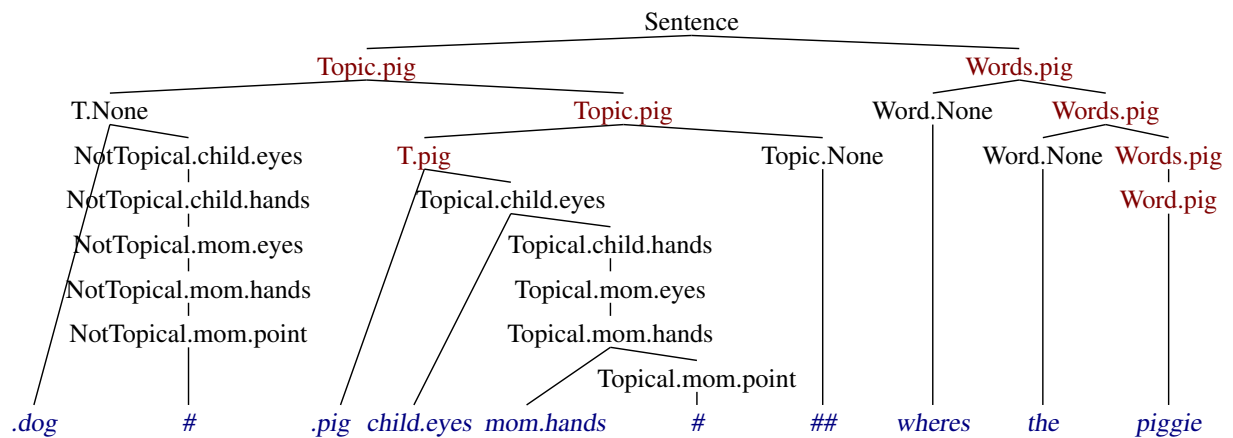 Sentence
Topic.pig Words.pig
T.None Topic.pig Word.None Words.pig
NotTopical.child.eyes T.pig Topic.None Word.None Words.pig
NotTopical.child.hands Topical.child.eyes Word.pig
NotTopical.mom.eyes Topical.child.hands
NotTopical.mom.hands Topical.mom.eyes
NotTopical.mom.point Topical.mom.hands
Topical.mom.point
.dog # .pig child.eyes mom.hands # ## wheres the piggie